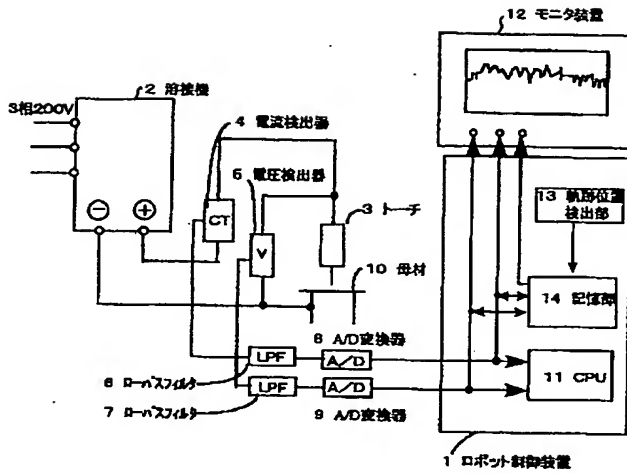 12 モニタ装置
2 溶接機
3相200V
4 電流検出器
5 電圧検出器
CT
3 トーチ
13 軌跡位置
検出部
V
10 母材
14 記憶部
8 A/D変換器
LPF
A/D
11 CPU
6 ローパスフィルタ
LPF
A/D
7 ローパスフィルタ
9 A/D変換器
1 ロボット制御装置